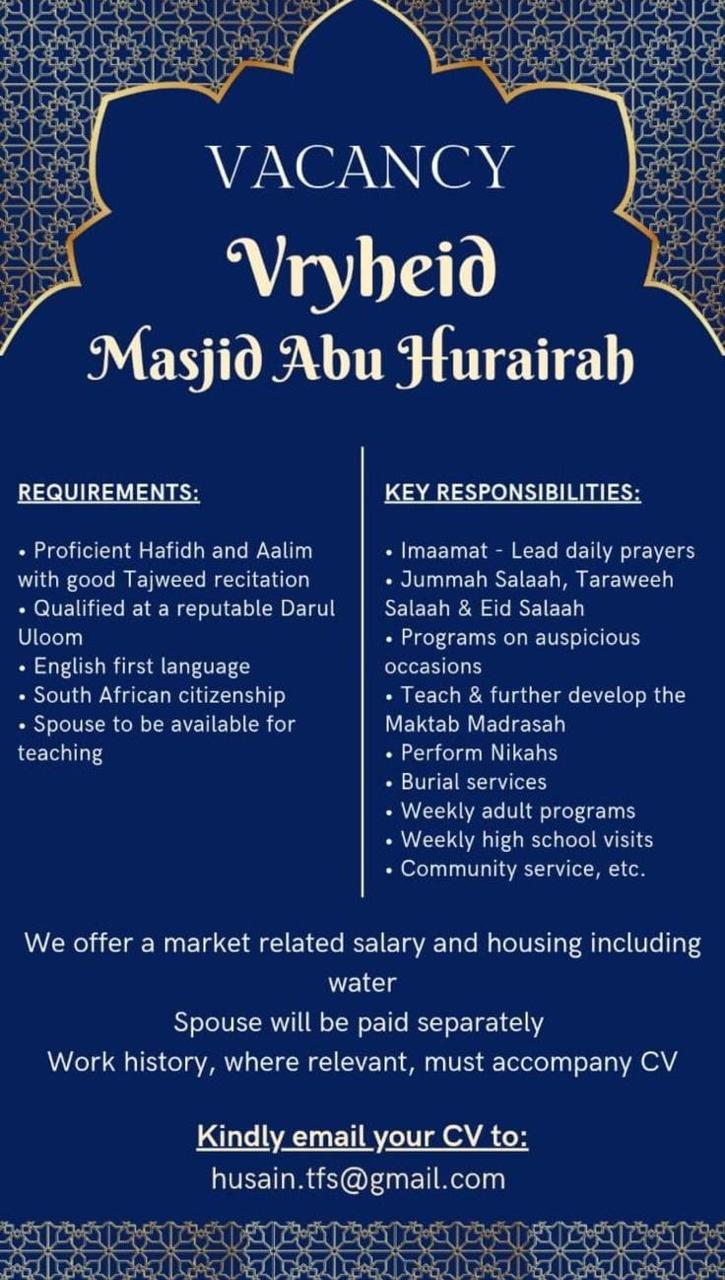 VACANCY
Vryheid
Masjid Abu Hurairah
REQUIREMENTS:
• Proficient Hafidh and Aalim
with good Tajweed recitation
• Qualified at a reputable Darul
Uloom
• English first language
• South African citizenship
• Spouse to be available for
teaching
KEY RESPONSIBILITIES:
• Imaamat - Lead daily prayers
• Jummah Salaah, Taraweeh
Salaah & Eid Salaah
• Programs on auspicious
occasions
• Teach & further develop the
Maktab Madrasah
• Perform Nikahs
• Burial services
• Weekly adult programs
• Weekly high school visits
• Community service, etc.
We offer a market related salary and housing including
water
Spouse will be paid separately
Work history, where relevant, must accompany CV
Kindly email your CV to:
husain.tfs@gmail.com